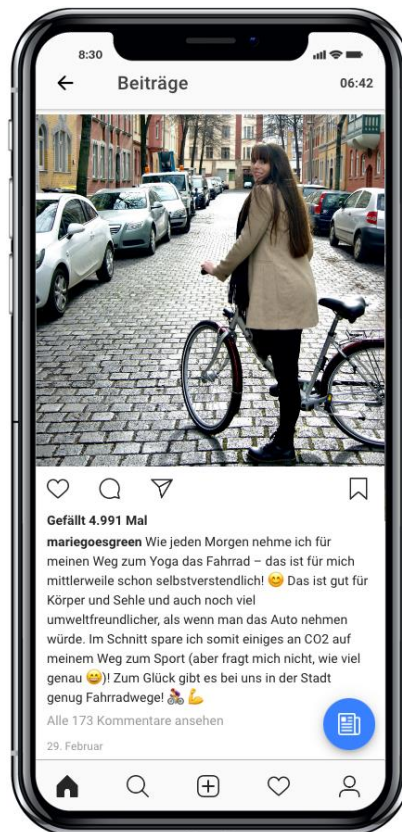 8:30
Beiträge
06:42
Gefällt 4.991 Mal
mariegoesgreen Wie jeden Morgen nehme ich für
meinen Weg zum Yoga das Fahrrad – das ist für mich
mittlerweile schon selbstverstendlich! 😊 Das ist gut für
Körper und Sehle und auch noch viel
umweltfreundlicher, als wenn man das Auto nehmen
würde. Im Schnitt spare ich somit einiges an CO2 auf
meinem Weg zum Sport (aber fragt mich nicht, wie viel
genau 😄)! Zum Glück gibt es bei uns in der Stadt
genug Fahrradwege! 🚴‍♀️💪
Alle 173 Kommentare ansehen
29. Februar